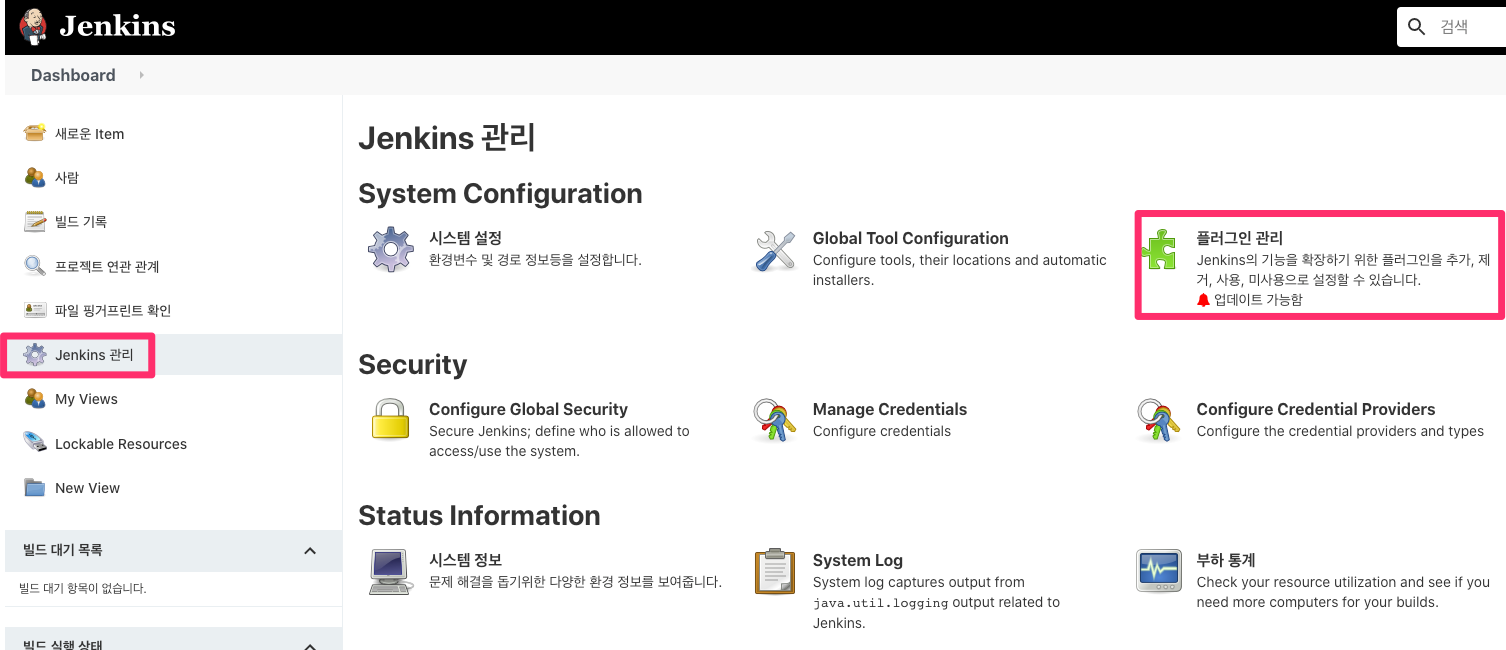 Jenkins
검색
Dashboard
새로운 Item
사람
빌드 기록
프로젝트 연관 관계
파일 핑거프린트 확인
Jenkins 관리
My Views
Lockable Resources
New View
빌드 대기 목록
빌드 대기 항목이 없습니다.
빌드 실행 상태
Jenkins 관리
System Configuration
시스템 설정
환경변수 및 경로 정보등을 설정합니다.
Global Tool Configuration
Configure tools, their locations and automatic
installers.
플러그인 관리
Jenkins의 기능을 확장하기 위한 플러그인을 추가, 제
거, 사용, 미사용으로 설정할 수 있습니다.
업데이트 가능함
Security
Configure Global Security
Secure Jenkins; define who is allowed to
access/use the system.
Manage Credentials
Configure credentials
Configure Credential Providers
Configure the credential providers and types
Status Information
시스템 정보
문제 해결을 돕기위한 다양한 환경 정보를 보여줍니다.
System Log
System log captures output from
java.util.logging output related to
Jenkins.
부하 통계
Check your resource utilization and see if you
need more computers for your builds.